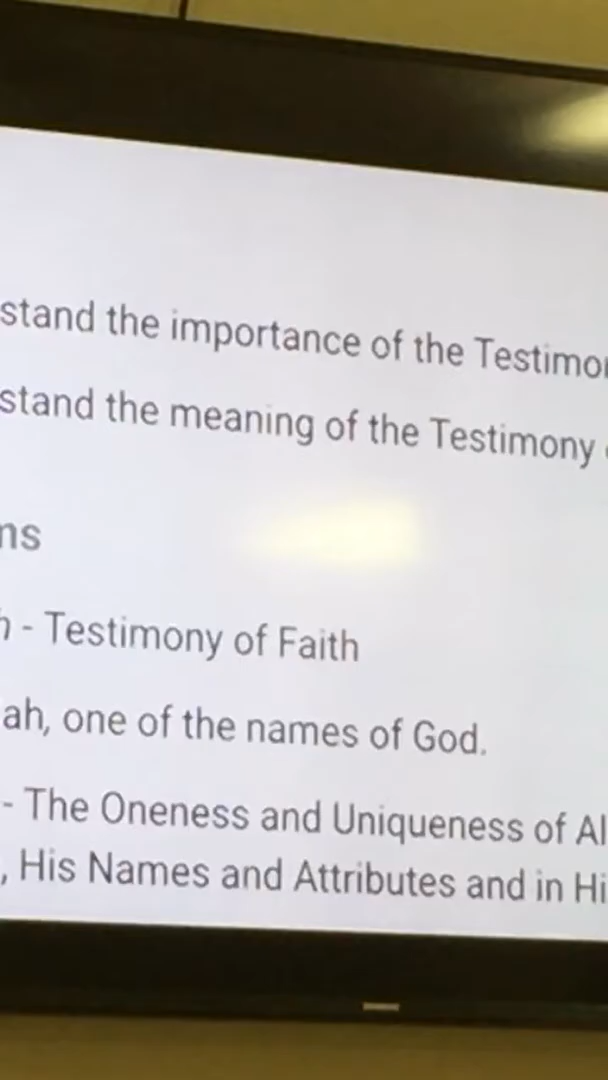 stand the importance of the Testimo
stand the meaning of the Testimony
ns
- Testimony of Faith
ah, one of the names of God.
- The Oneness and Uniqueness of Al
, His Names and Attributes and in Hi